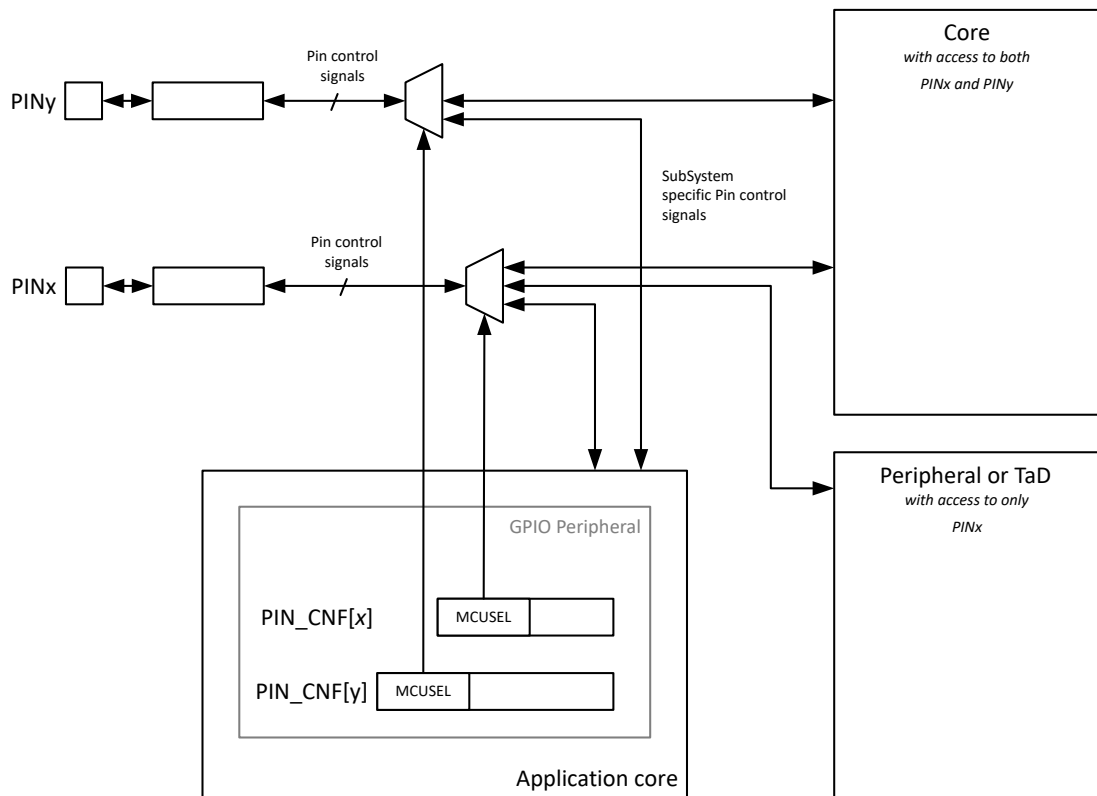 Core
with access to both
PINx and PINy
Pin control
signals
PINy
SubSystem
specific Pin control
signals
Pin control
signals
PINx
Peripheral or TaD
with access to only
PINx
GPIO Peripheral
PIN_CNF[x]
MCUSEL
PIN_CNF[y]
MCUSEL
Application core